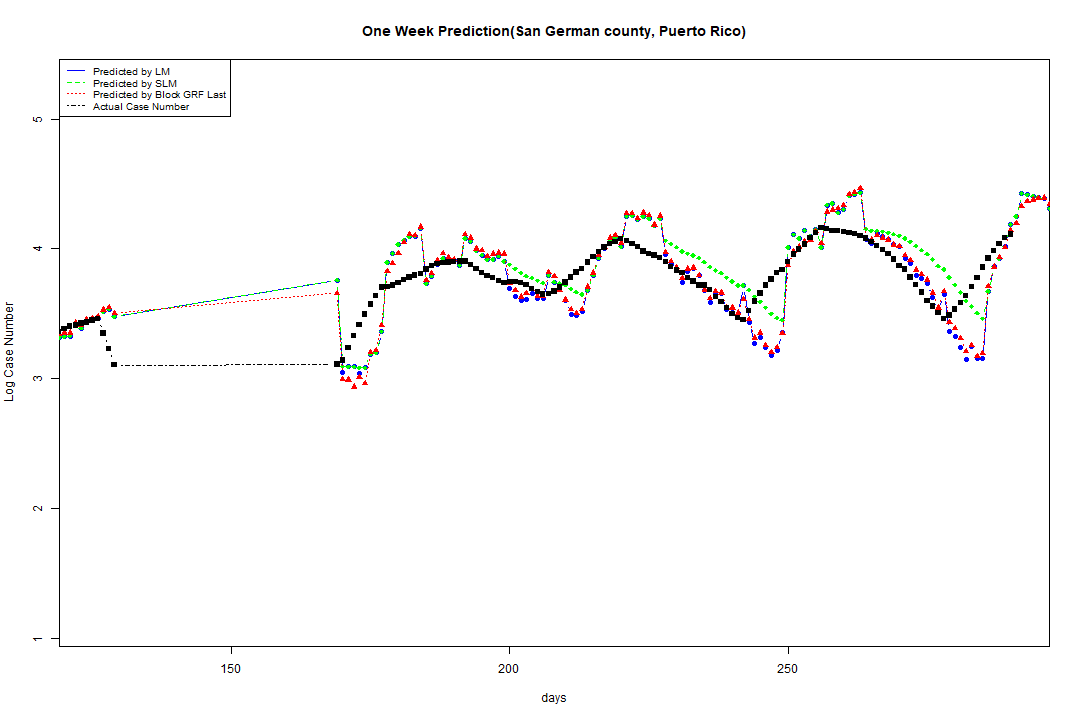 One Week Prediction(San German county, Puerto Rico)
Predicted by LM
Predicted by SLM
Predicted by Block GRF Last
Actual Case Number
Log Case Number
5
4
3
2
1
150 200 250
days